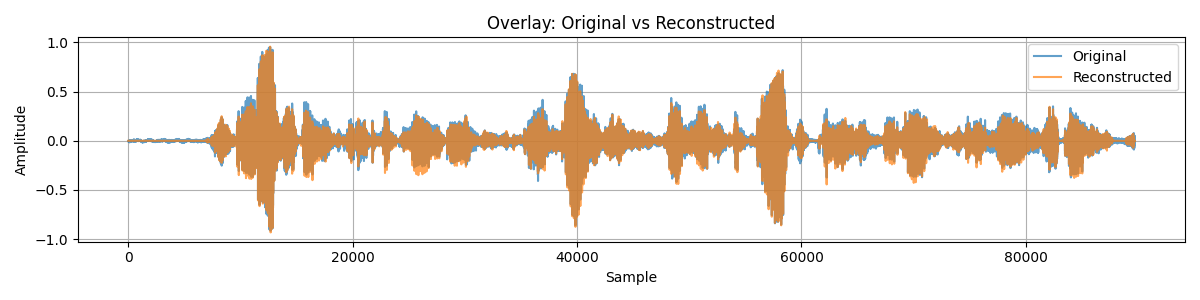 Overlay: Original vs Reconstructed
1.0
0.5
0.0
−0.5
−1.0
Amplitude
Original
Reconstructed
0
20000
40000
60000
80000
Sample